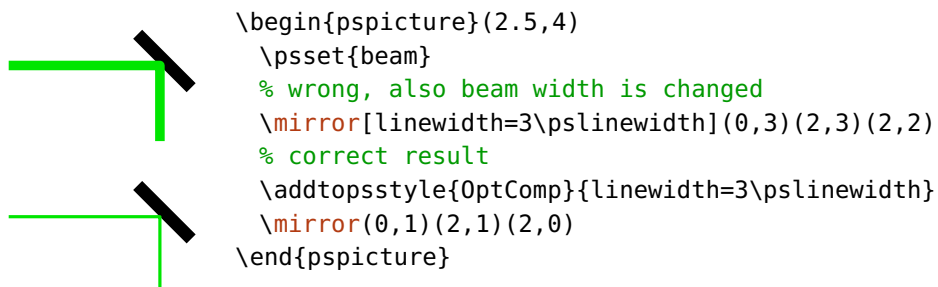 \begin{pspicture}(2.5,4)
  \psset{beam}
  % wrong, also beam width is changed
  \mirror[linewidth=3\pslinewidth](0,3)(2,3)(2,2)
  % correct result
  \addtopsstyle{OptComp}{linewidth=3\pslinewidth}
  \mirror(0,1)(2,1)(2,0)
\end{pspicture}